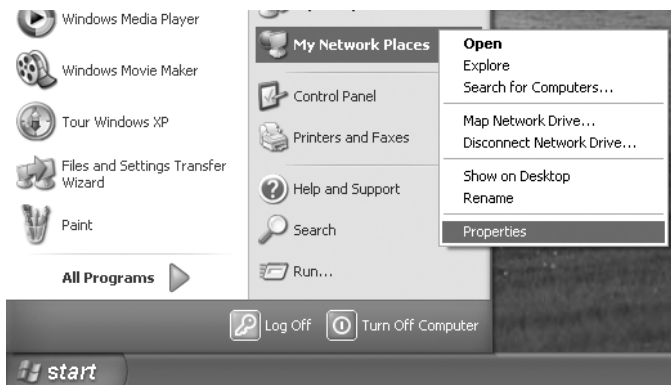 Windows Media Player
Windows Movie Maker
Tour Windows XP
Files and Settings Transfer
Wizard
Paint
All Programs
My Network Places
Control Panel
Printers and Faxes
Help and Support
Search
Run...
Open
Explore
Search for Computers...
Map Network Drive...
Disconnect Network Drive...
Show on Desktop
Rename
Properties
Log Off
Turn Off Computer
start